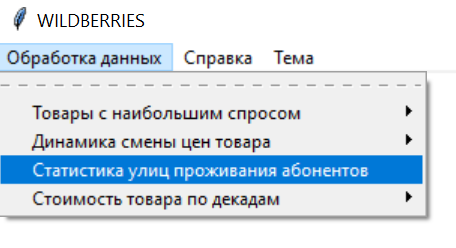 WILDBERRIES
Обработка данных Справка Тема
Товары с наибольшим спросом
Динамика смены цен товара
Статистика улиц проживания абонентов
Стоимость товара по декадам